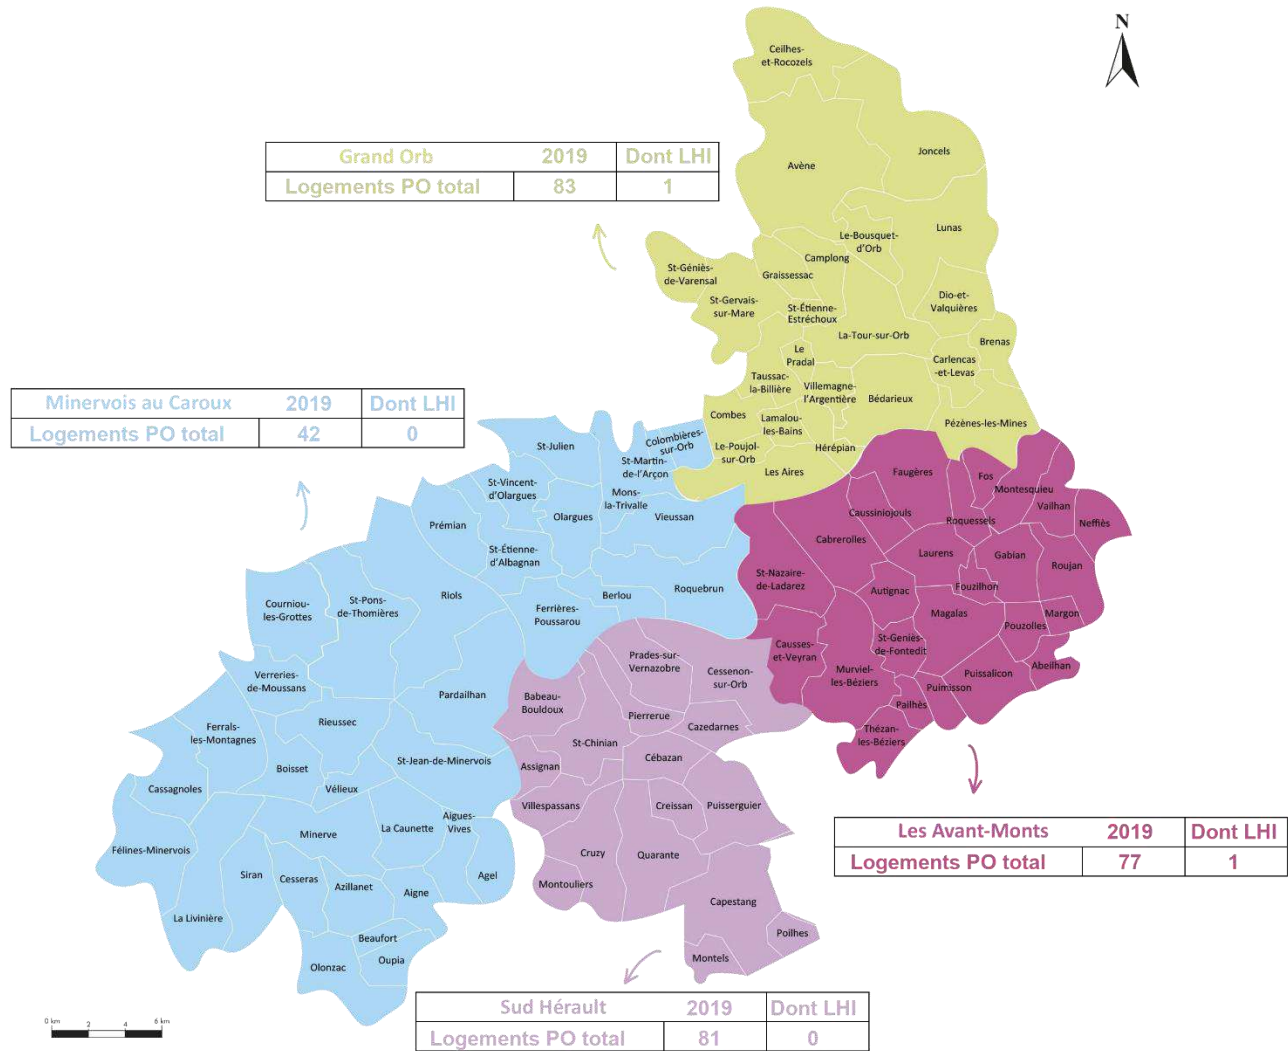 N
Ceilhes-
et-Rocozels
Joncels
Avène
Grand Orb 2019 Dont LHI
Logements PO total 83 1
Lunas
Le-Bousquet-
d'Orb
Camplong
St-Géniès-
de-Varensal
Graissessac
Dio-et-
Valquières
St-Gervais-
sur-Mare
St-Étienne-
Estréchoux
La-Tour-sur-Orb
Brenas
Le
Pradal
Carlencas
-et-Levas
Taussac-
la-Billière
Villemagne-
l'Argentière
Bédarieux
Minervois au Caroux 2019 Dont LHI
Logements PO total 42 0
Combes
Lamalou-
les-Bains
Pézènes-les-Mines
Colombières-
sur-Orb
St-Julien
Le-Poujol-
sur-Orb
Hérépian
Les Aires
St-Martin-
de-l'Arçon
Faugères
Fos
Montesquieu
St-Vincent-
d'Olargues
Mons-
la-Trivalle
Vailhan
Olargues
Vieussan
Caussiniojouls
Roquessels
Neffiès
Prémian
Cabrerolles
St-Étienne-
d'Albagnan
Laurens
Gabian
Roujan
St-Nazaire-
de-Ladarez
Roquebrun
Berlou
Riols
Autignac
Fouzilhon
St-Pons-
de-Thomières
Courniou-
les-Grottes
Ferrières-
Poussarou
Magalas
Margon
Pouzolles
St-Geniès-
de-Fontedit
Causses-
et-Veyran
Prades-sur-
Vernazobre
Cessenon-
sur-Orb
Murviel-
les-Béziers
Abeilhan
Puissalicon
Verreries-
de-Moussans
Puimisson
Pardailhan
Babeau-
Bouldoux
Pailhès
Pierrerue
Rieussec
Ferrals-
les-Montagnes
Cazedarnes
Thézan-
les-Béziers
St-Chinian
Cébazan
St-Jean-de-Minervois
Assignan
Boisset
Vélieux
Cassagnoles
Villespassans
Creissan
Puisserguier
Aigues-
Vives
La Caunette
Minerve
Les Avant-Monts 2019 Dont LHI
Logements PO total 77 1
Félines-Minervois
Cruzy
Quarante
Siran
Cesseras
Azillanet
Agel
Aigne
Montouliers
Capestang
La Livinière
Poilhes
Beaufort
Oupia
Montels
Olonzac
Sud Hérault 2019 Dont LHI
Logements PO total 81 0
0 km 2 4 6 km